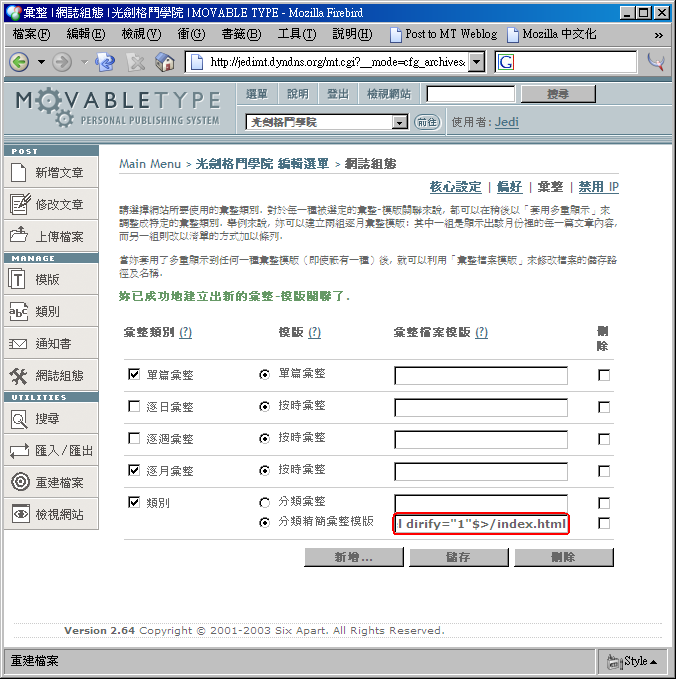 彙整 | 網誌組態 | 光劍格鬥學院 | MOVABLE TYPE - Mozilla Firebird
檔案(F) 編輯(E) 檢視(V) 衝(G) 書籤(B) 工具(T) 說明(H) Post to MT Weblog Mozilla 中文化 »
http://jedimt.dyndns.org/mt.cgi?__mode=cfg_archives& G
MOVABLETYPE
PERSONAL PUBLISHING SYSTEM
選單 說明 登出 檢視網站 搜尋
光劍格鬥學院 前往 使用者: Jedi
POST
新增文章
修改文章
上傳檔案
MANAGE
模版
類別
通知書
網誌組態
UTILITIES
搜尋
匯入/匯出
重建檔案
檢視網站
Main Menu > 光劍格鬥學院 編輯選單 > 網誌組態
核心設定 | 偏好 | 彙整 | 禁用 IP
請選擇網站所要使用的彙整類別. 對於每一種被選定的彙整-模版關聯來說, 都可以在稍後以「套用多重顯示」來
調整成特定的彙整類別. 舉例來說, 妳可以建立兩組逐月彙整模版: 其中一組是顯示出該月份裡的每一篇文章內容,
而另一組則改以清單的方式加以條列.
當妳套用了多重顯示到任何一種彙整模版 (即使祇有一種) 後, 就可以利用「彙整檔案模版」來修改檔案的儲存路
徑及名稱.
妳已成功地建立出新的彙整-模版關聯了.
彙整類別 (?) 模版 (?) 彙整檔案模版 (?) 刪除
單篇彙整 單篇彙整
逐日彙整 按時彙整
逐週彙整 按時彙整
逐月彙整 按時彙整
類別 分類彙整
分類精簡彙整模版 l dirify="1"$>/index.html
新增... 儲存 刪除
Version 2.64 Copyright © 2001-2003 Six Apart. All Rights Reserved.
重建檔案 Style